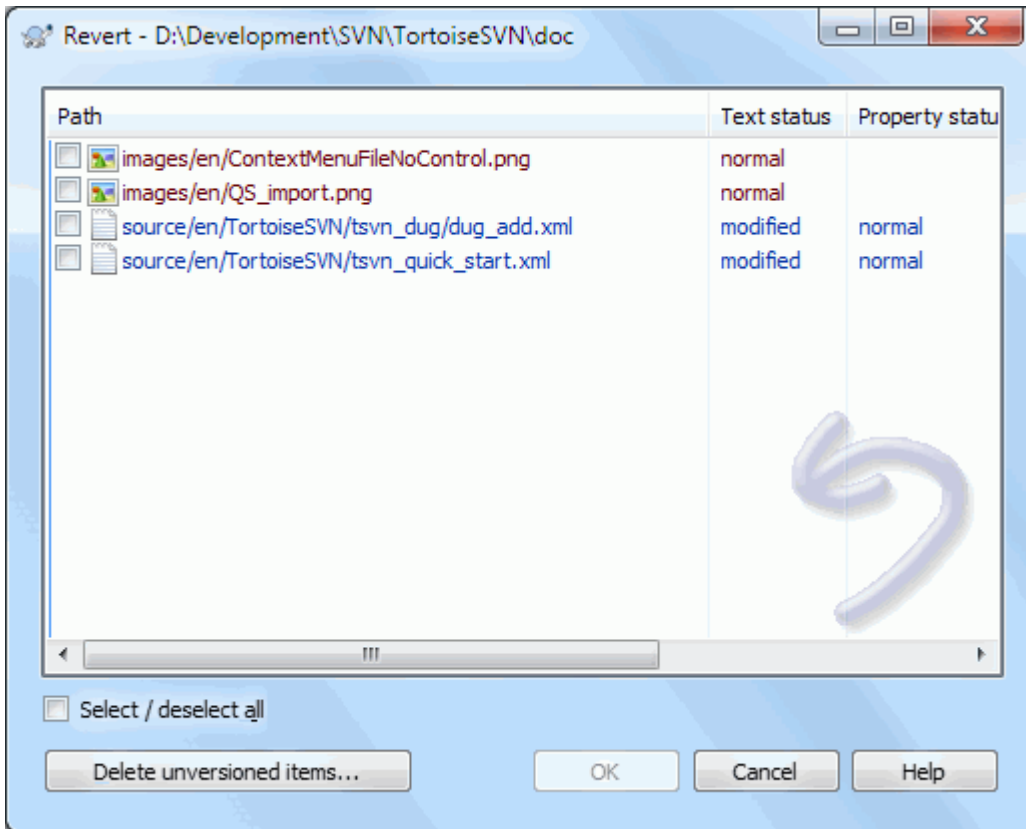 Revert - D:\Development\SVN\TortoiseSVN\doc
Path Text status Property statu
images/en/ContextMenuFileNoControl.png normal
images/en/QS_import.png normal
source/en/TortoiseSVN/tsvn_dug/dug_add.xml modified normal
source/en/TortoiseSVN/tsvn_quick_start.xml modified normal
Select / deselect all
Delete unversioned items... OK Cancel Help